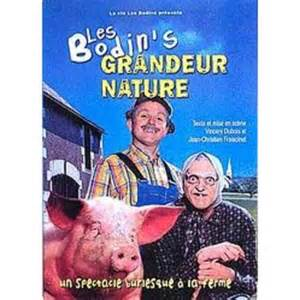 La cie Les Bodins présente
Les
Bodin's
GRANDEUR
NATURE
Texte et mise en scène
Vincent Dubois et
Jean-Christian Fraiscinet
un spectacle burlesque à la ferme